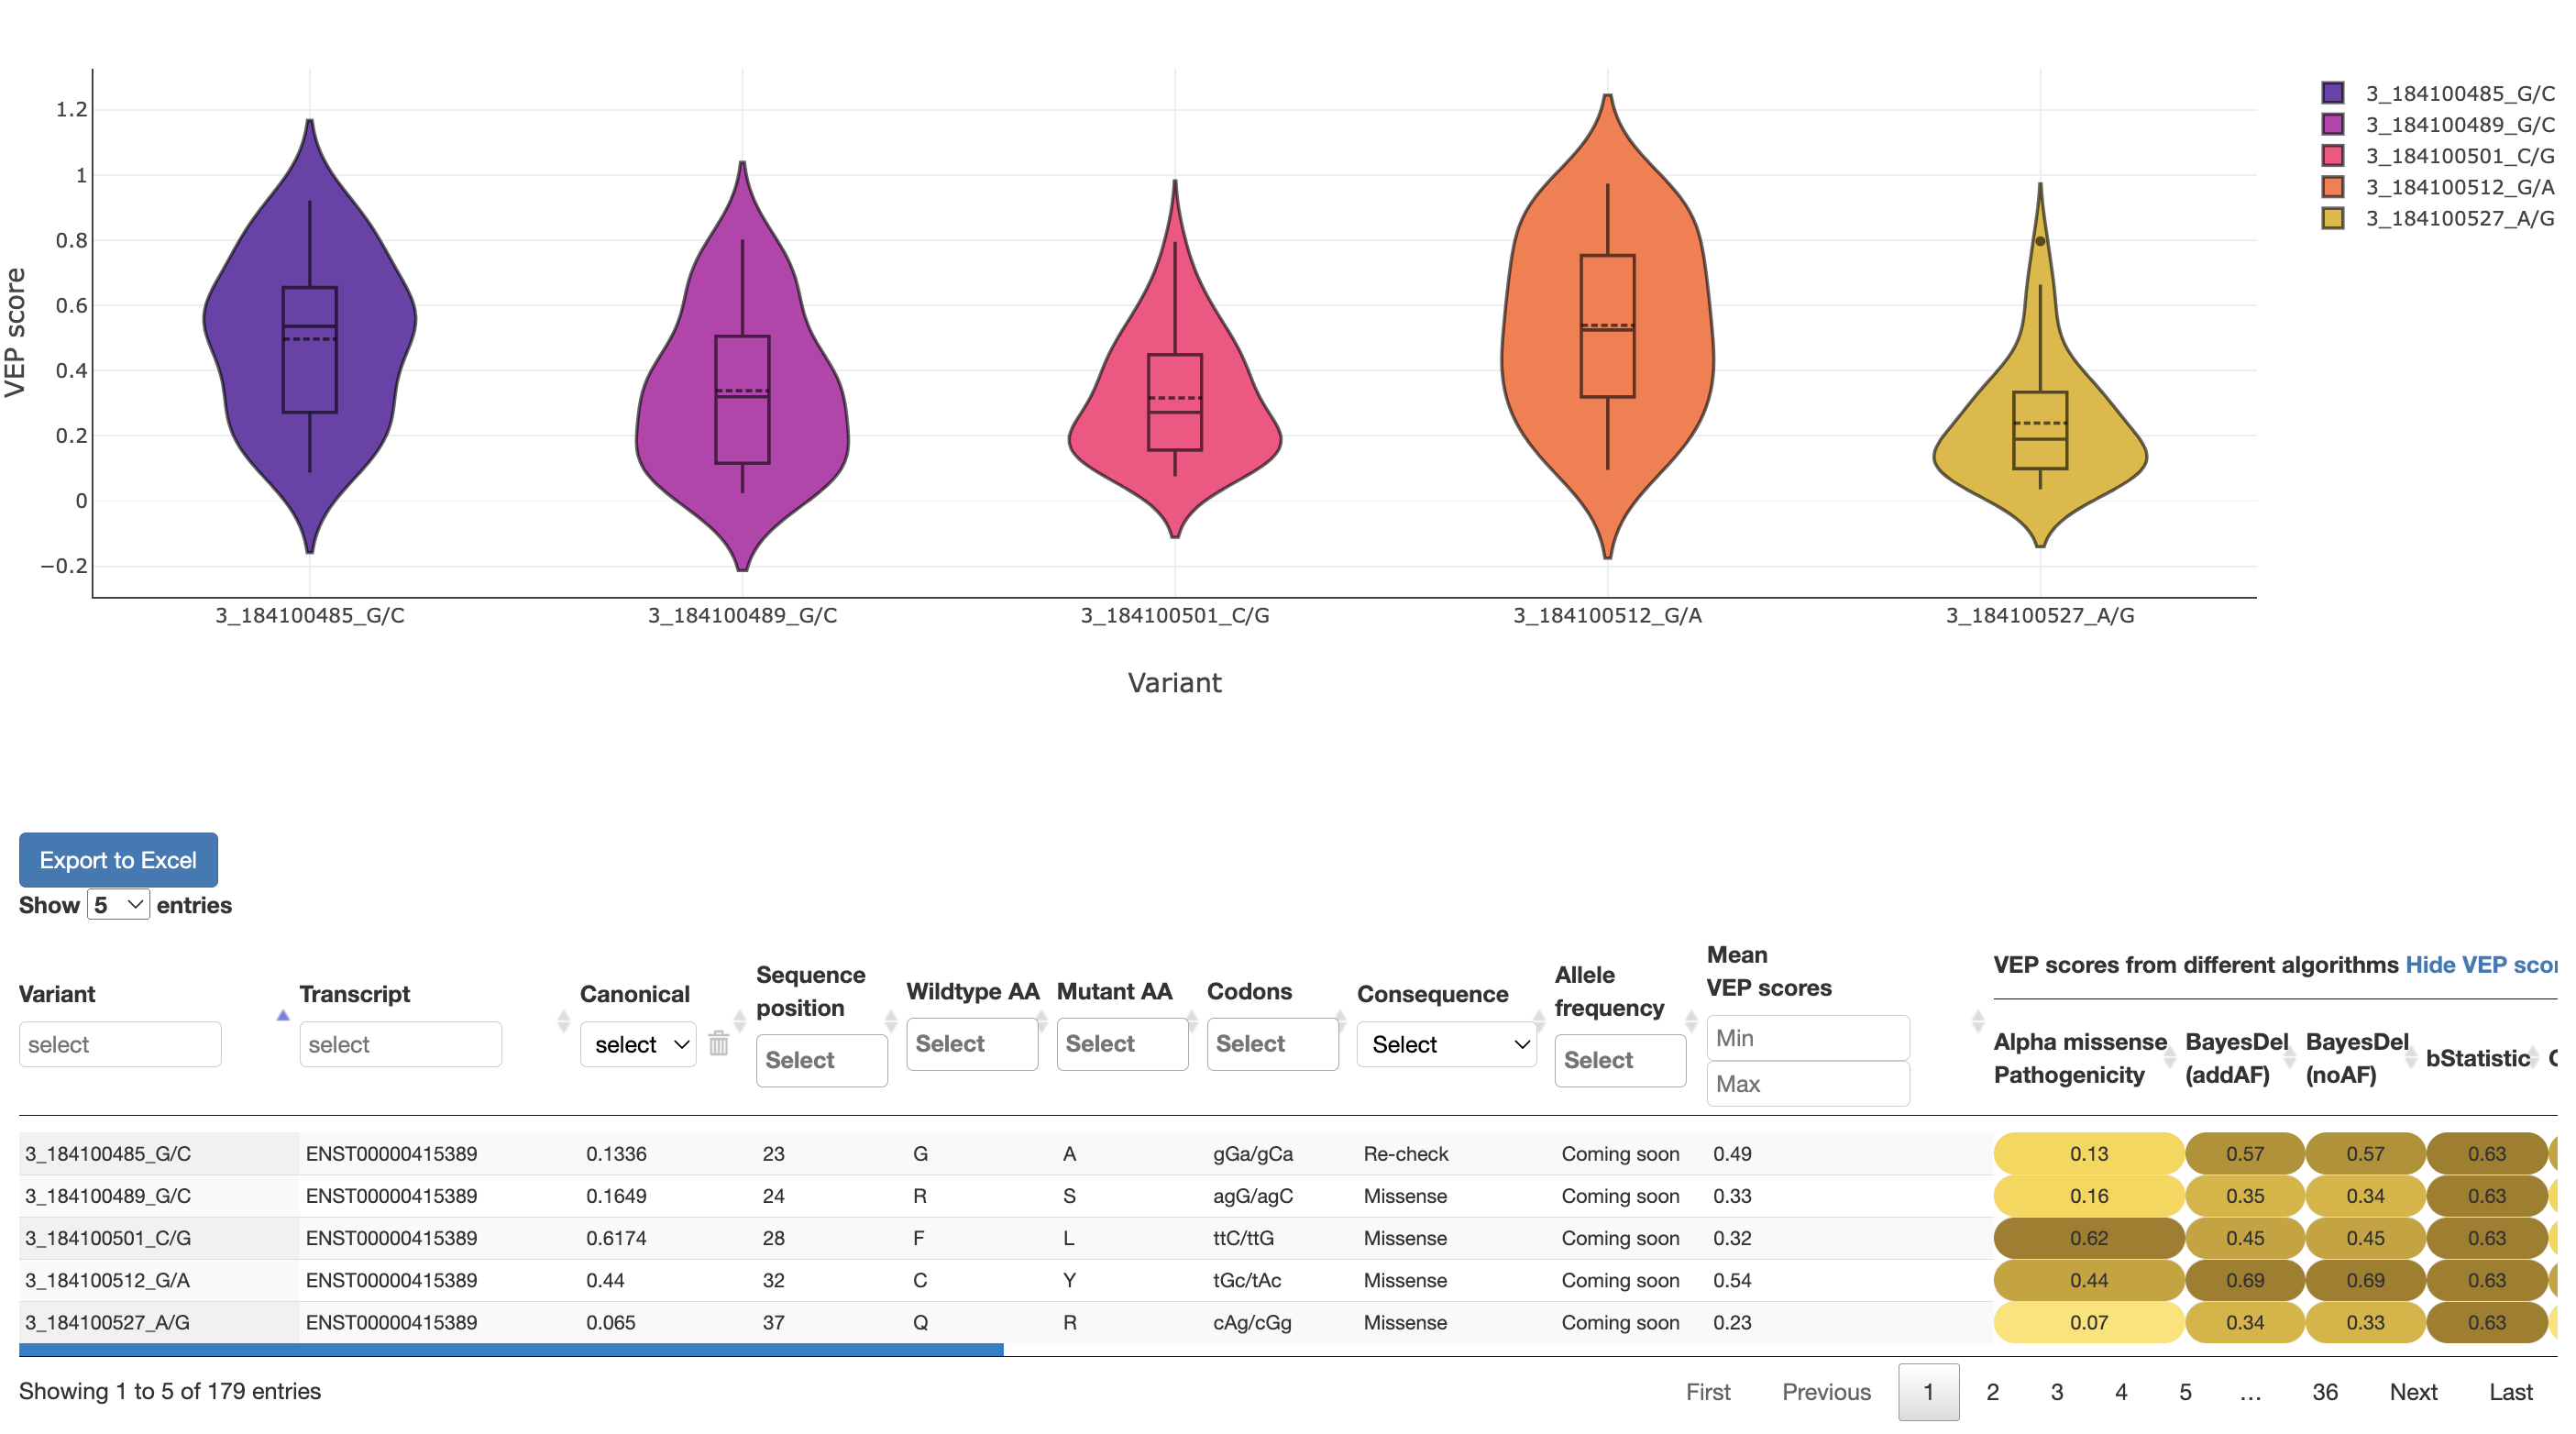 1.2
1
0.8
0.6
0.4
0.2
0
−0.2
VEP score
3_184100485_G/C
3_184100489_G/C
3_184100501_C/G
3_184100512_G/A
3_184100527_A/G
Variant
3_184100485_G/C
3_184100489_G/C
3_184100501_C/G
3_184100512_G/A
3_184100527_A/G
Export to Excel
Show 5 entries
Variant
select
Transcript
select
Canonical
select
Sequence
position
Select
Wildtype AA
Select
Mutant AA
Select
Codons
Select
Consequence
Select
Allele
frequency
Select
Mean
VEP scores
Min
Max
VEP scores from different algorithms Hide VEP
Alpha missense
Pathogenicity
BayesDel
(addAF)
BayesDel
(noAF)
bStatistic
3_184100485_G/C ENST00000415389 0.1336 23 G A gGa/gCa Re-check Coming soon 0.49 0.13 0.57 0.57 0.63
3_184100489_G/C ENST00000415389 0.1649 24 R S agG/agC Missense Coming soon 0.33 0.16 0.35 0.34 0.63
3_184100501_C/G ENST00000415389 0.6174 28 F L ttC/ttG Missense Coming soon 0.32 0.62 0.45 0.45 0.63
3_184100512_G/A ENST00000415389 0.44 32 C Y tGc/tAc Missense Coming soon 0.54 0.44 0.69 0.69 0.63
3_184100527_A/G ENST00000415389 0.065 37 Q R cAg/cGg Missense Coming soon 0.23 0.07 0.34 0.33 0.63
Showing 1 to 5 of 179 entries
First Previous 1 2 3 4 5 … 36 Next Last